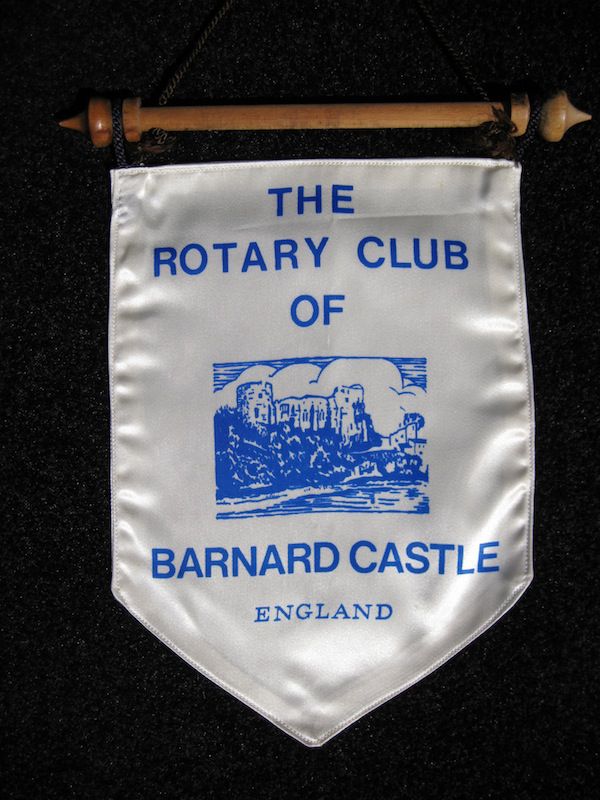 THE
ROTARY CLUB
OF
BARNARD CASTLE
ENGLAND